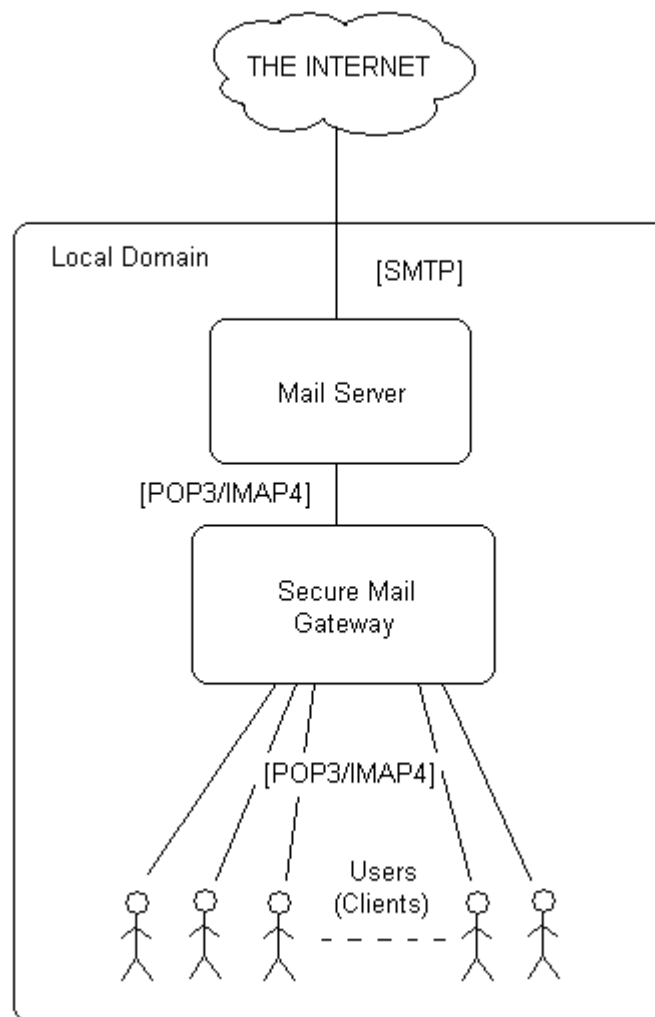 THE INTERNET
Local Domain
[SMTP]
Mail Server
[POP3/IMAP4]
Secure Mail
Gateway
[POP3/IMAP4]
Users
(Clients)